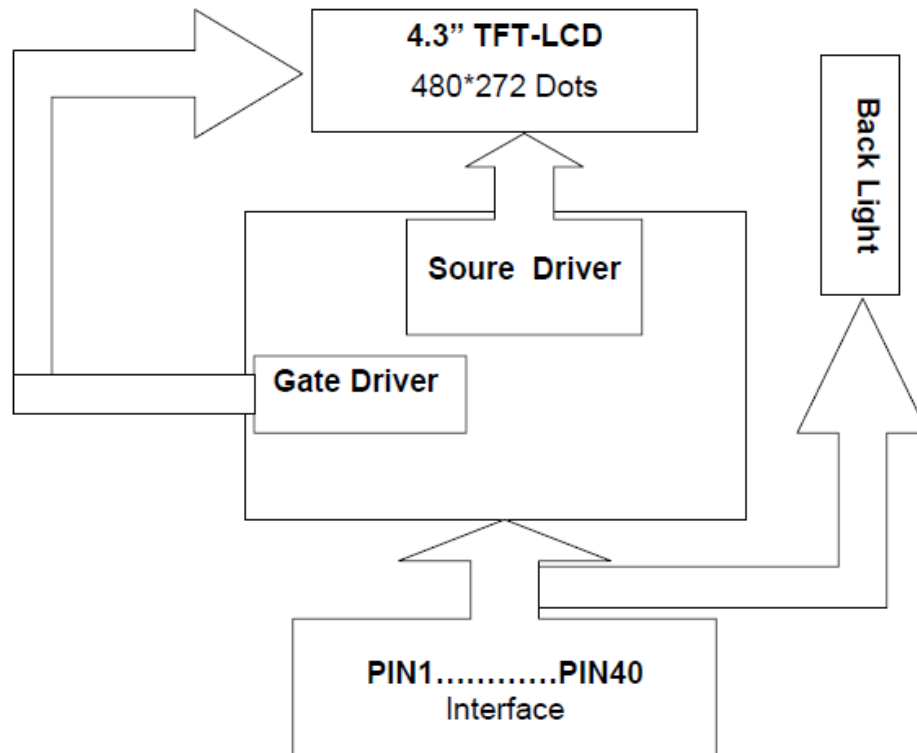 4.3” TFT-LCD
480*272 Dots
Back Light
Soure Driver
Gate Driver
PIN1............PIN40
Interface